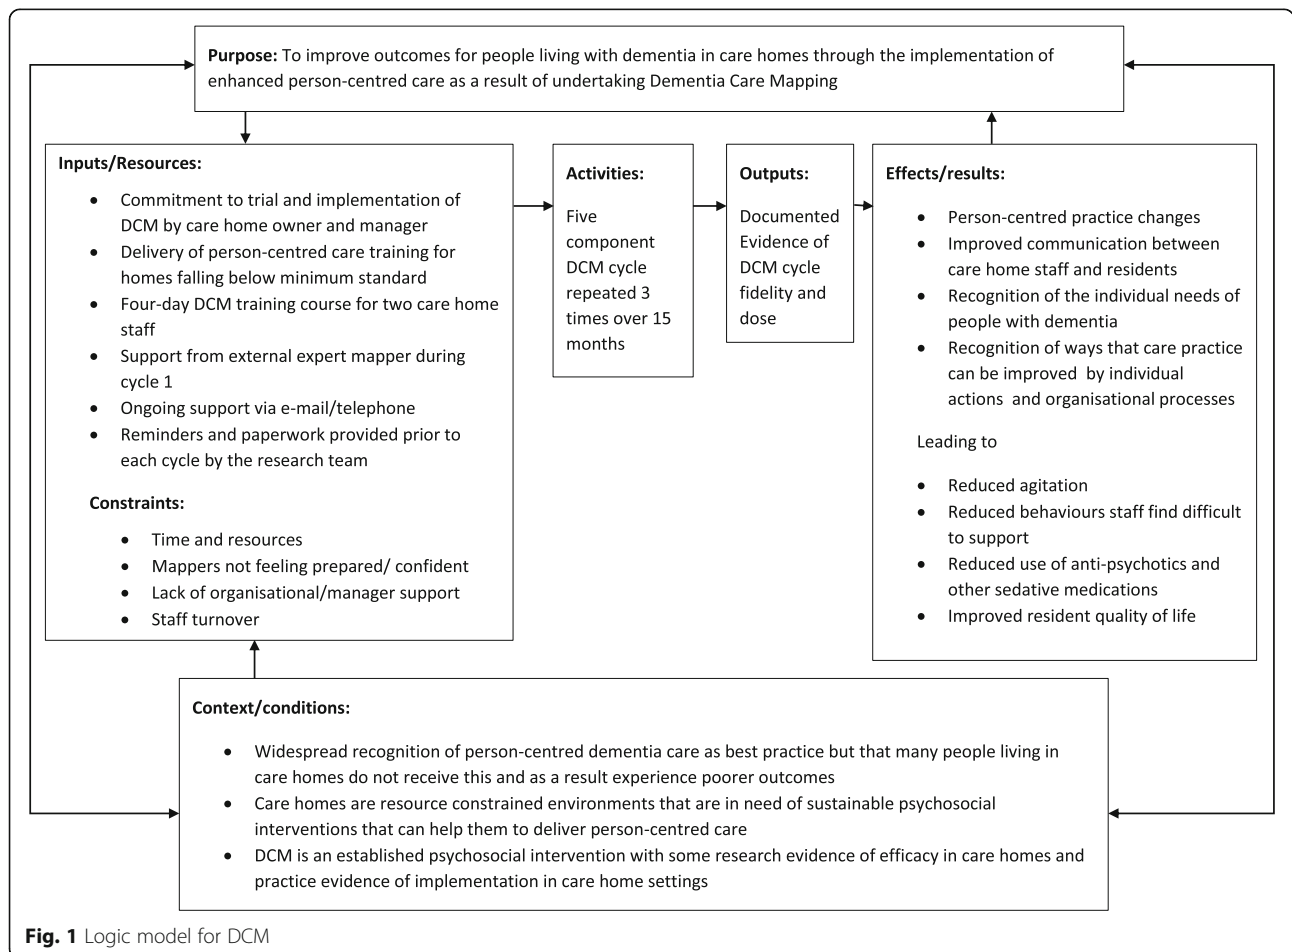 Purpose: To improve outcomes for people living with dementia in care homes through the implementation of
enhanced person-centred care as a result of undertaking Dementia Care Mapping
Inputs/Resources:
• Commitment to trial and implementation of
DCM by care home owner and manager
• Delivery of person-centred care training for
homes falling below minimum standard
• Four-day DCM training course for two care home
staff
• Support from external expert mapper during
cycle 1
• Ongoing support via e-mail/telephone
• Reminders and paperwork provided prior to
each cycle by the research team
Constraints:
• Time and resources
• Mappers not feeling prepared/ confident
• Lack of organisational/manager support
• Staff turnover
Activities:
Five
component
DCM cycle
repeated 3
times over 15
months
Outputs:
Documented
Evidence of
DCM cycle
fidelity and
dose
Effects/results:
• Person-centred practice changes
• Improved communication between
care home staff and residents
• Recognition of the individual needs of
people with dementia
• Recognition of ways that care practice
can be improved by individual
actions and organisational processes
Leading to
• Reduced agitation
• Reduced behaviours staff find difficult
to support
• Reduced use of anti-psychotics and
other sedative medications
• Improved resident quality of life
Context/conditions:
• Widespread recognition of person-centred dementia care as best practice but that many people living in
care homes do not receive this and as a result experience poorer outcomes
• Care homes are resource constrained environments that are in need of sustainable psychosocial
interventions that can help them to deliver person-centred care
• DCM is an established psychosocial intervention with some research evidence of efficacy in care homes and
practice evidence of implementation in care home settings
Fig. 1 Logic model for DCM